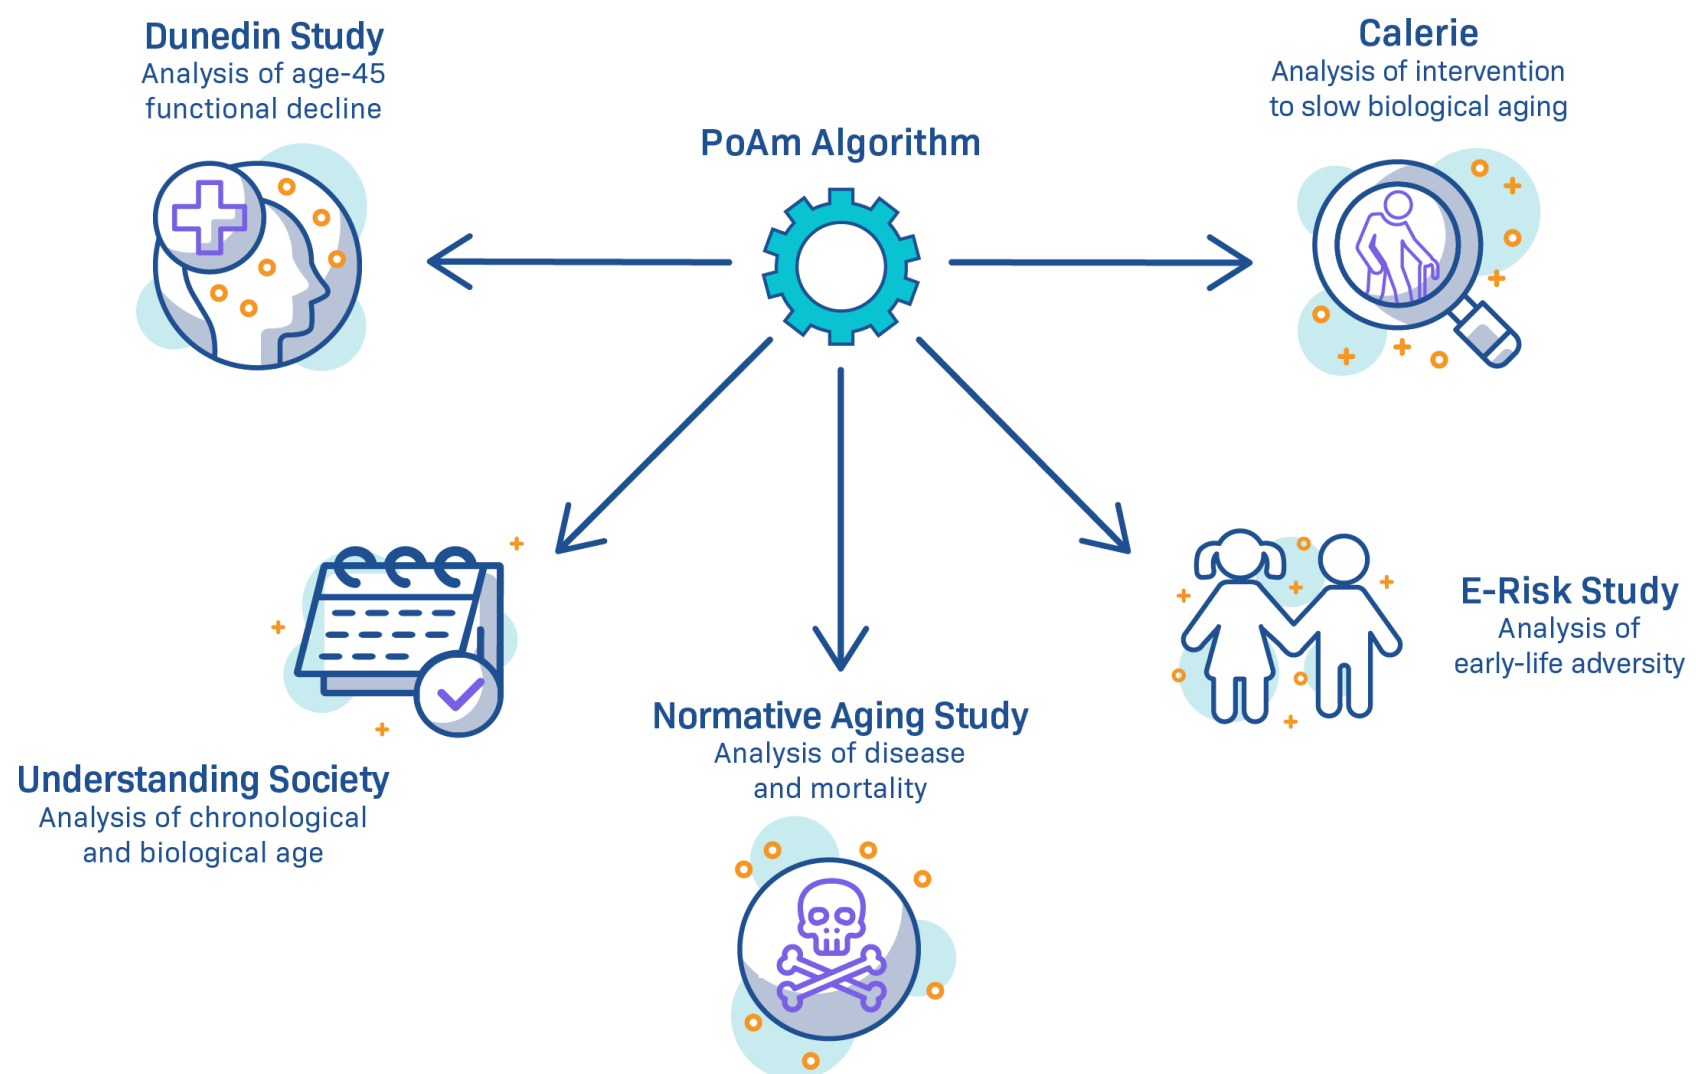 Dunedin Study
Analysis of age-45
functional decline
Calerie
Analysis of intervention
to slow biological aging
PoAm Algorithm
E-Risk Study
Analysis of
early-life adversity
Normative Aging Study
Analysis of disease
and mortality
Understanding Society
Analysis of chronological
and biological age